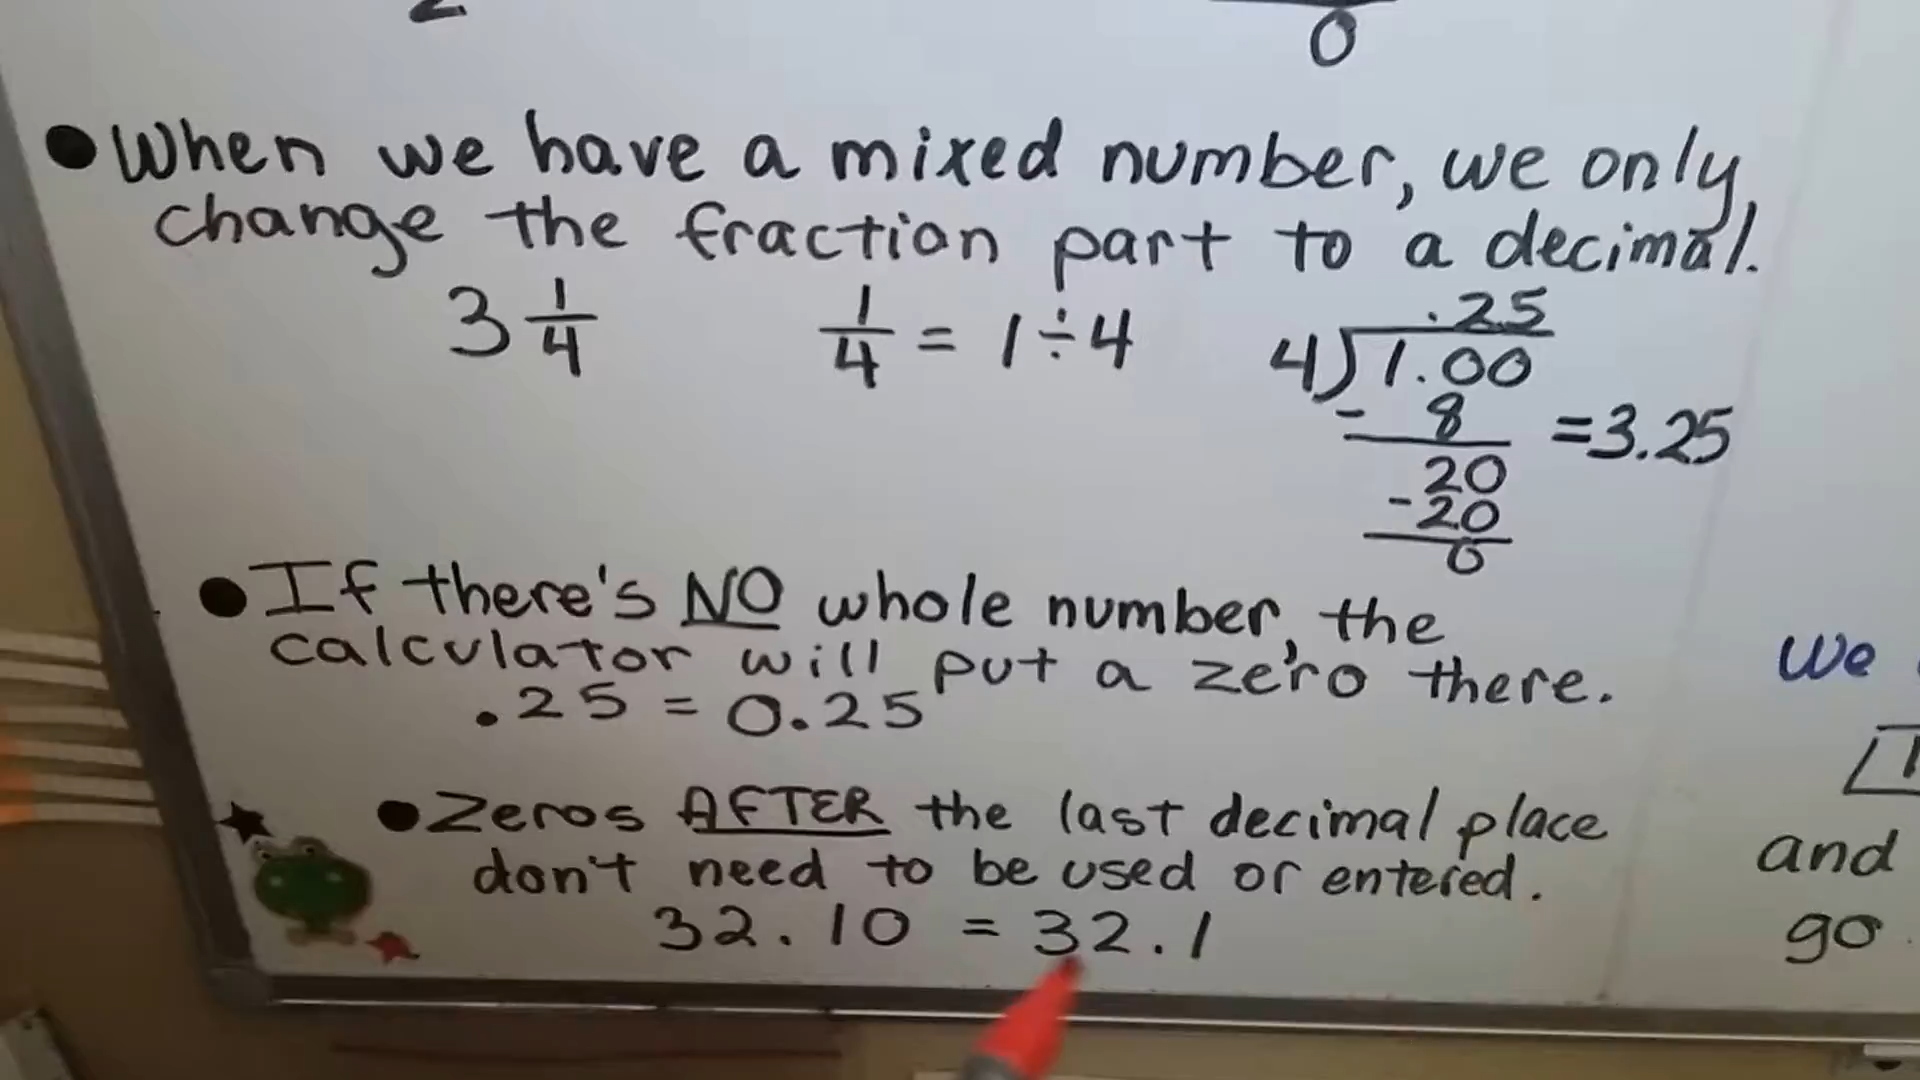 0
● When we have a mixed number, we only
change the fraction part to a decimal.
3 1/4
1/4 = 1 ÷ 4
.25
4)1.00
- 8
20
-20
0
=3.25
● If there's NO whole number, the
calculator will put a zero there.
.25 = 0.25
● Zeros AFTER the last decimal place
don't need to be used or entered.
32.10 = 32.1
We
and
go